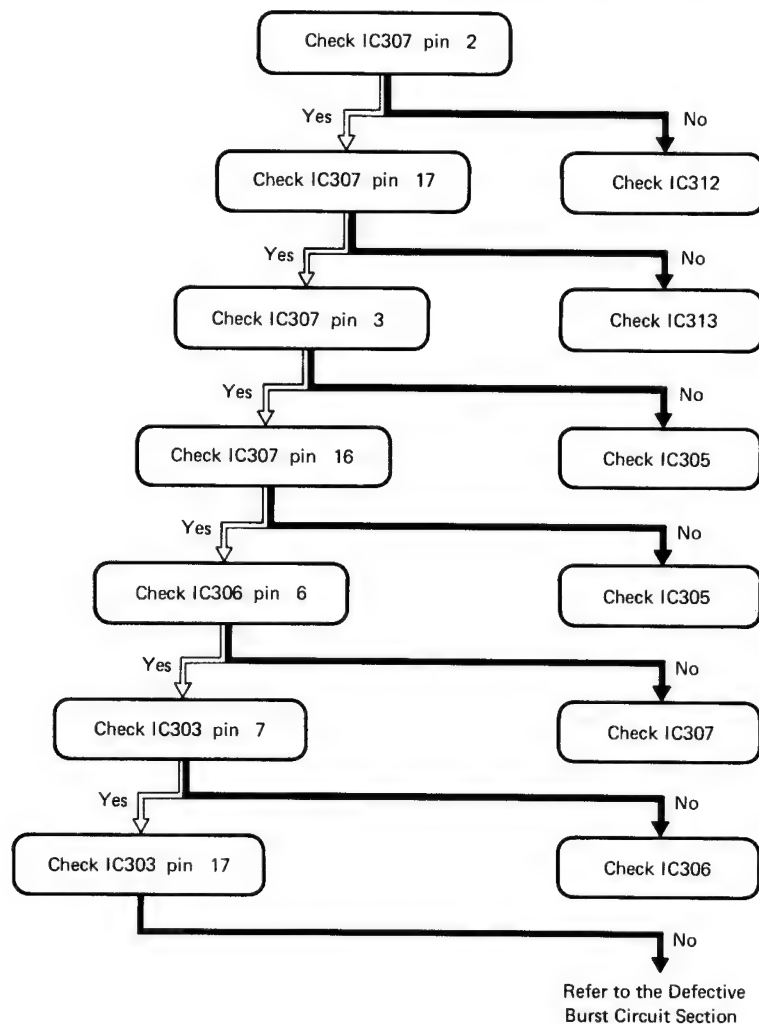 Check IC307 pin 2
Yes
No
Check IC307 pin 17
Check IC312
Yes
No
Check IC307 pin 3
Check IC313
Yes
No
Check IC307 pin 16
Check IC305
Yes
No
Check IC306 pin 6
Check IC305
Yes
No
Check IC303 pin 7
Check IC307
Yes
No
Check IC303 pin 17
Check IC306
No
Refer to the Defective
Burst Circuit Section